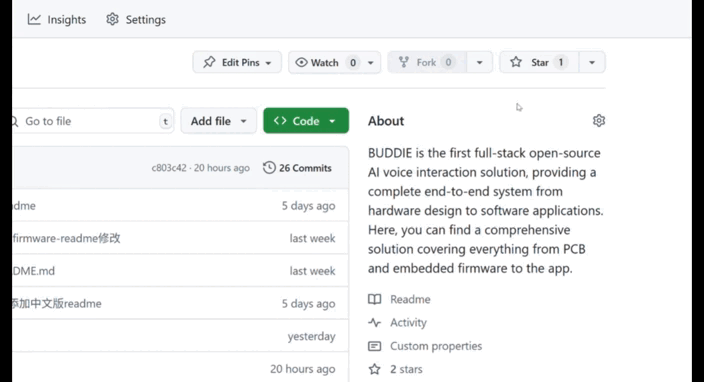 Insights Settings
Edit Pins Watch 0 Fork 0 Star 1
Go to file t Add file Code
About
BUDDIE is the first full-stack open-source
AI voice interaction solution, providing a
complete end-to-end system from
hardware design to software applications.
Here, you can find a comprehensive
solution covering everything from PCB
and embedded firmware to the app.
c803c42 · 20 hours ago 26 Commits
dme 5 days ago
firmware-readme修改 last week
DME.md last week
添加中文版readme 5 days ago
yesterday
20 hours ago
Readme
Activity
Custom properties
2 stars